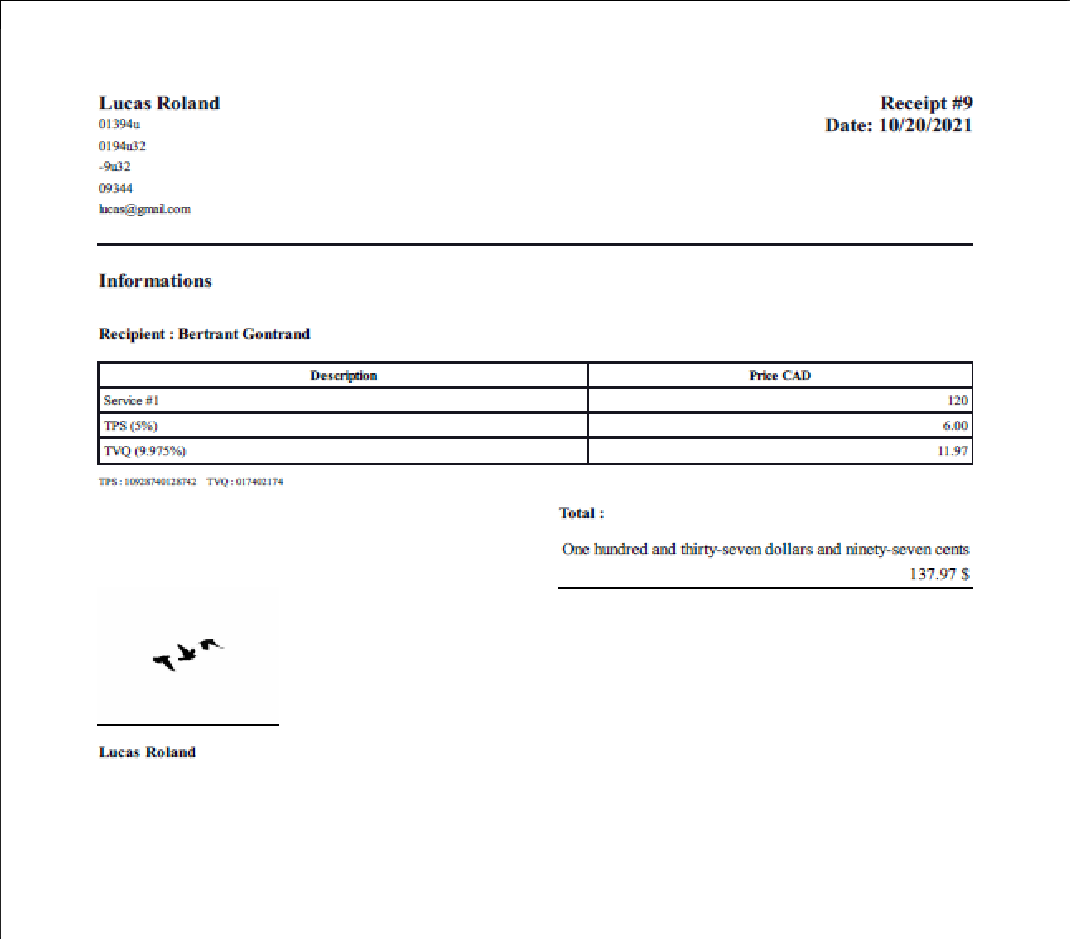 Lucas Roland
Receipt #9
01394u
Date: 10/20/2021
0194u32
-9u32
09344
lucas@gmail.com
Informations
Recipient : Bertrant Gontrand
Description Price CAD
Service #1 120
TPS (5%) 6.00
TVQ (9.975%) 11.97
TPS : 10928740128742 TVQ : 017402174
Total :
One hundred and thirty-seven dollars and ninety-seven cents
137.97 $
Lucas Roland